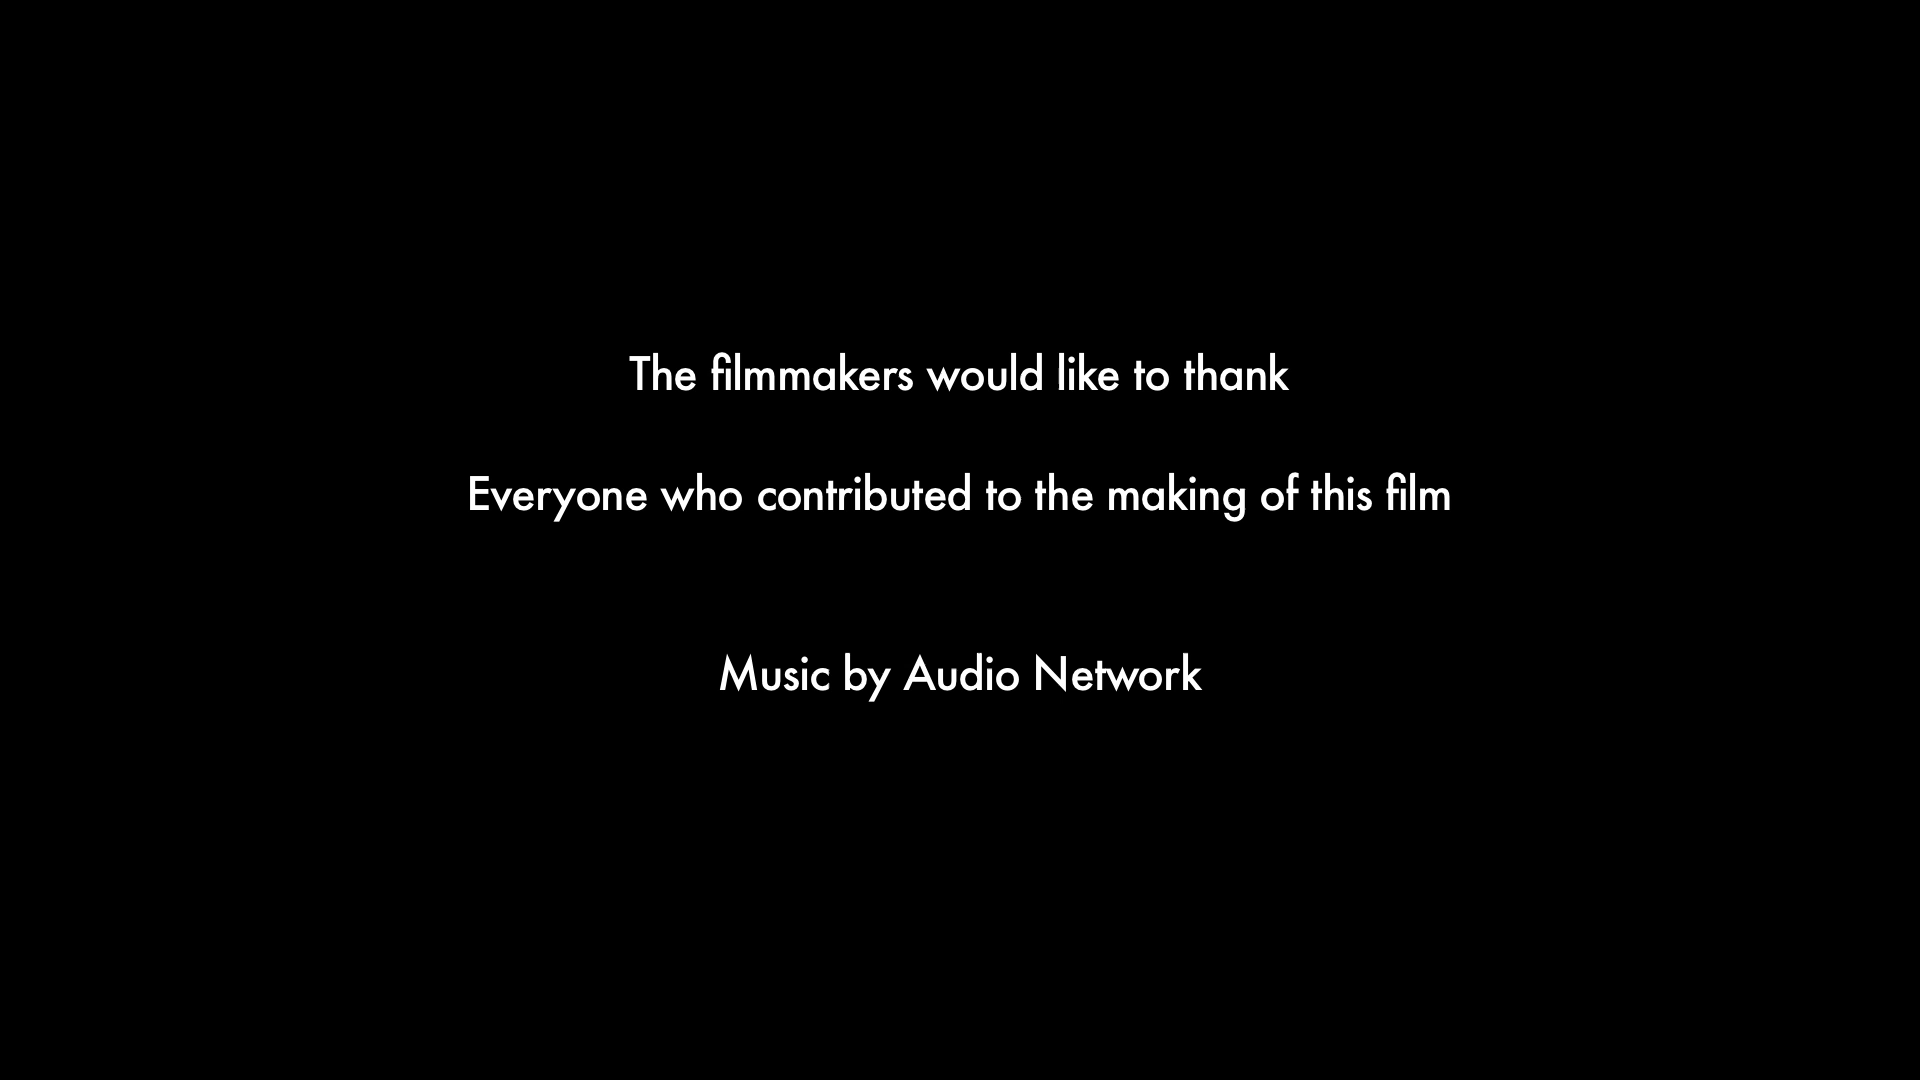 The filmmakers would like to thank
Everyone who contributed to the making of this film
Music by Audio Network